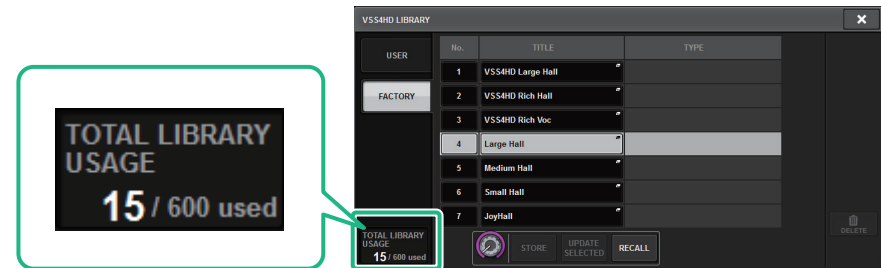 VSS4HD LIBRARY
USER
FACTORY
No. TITLE TYPE
1 VSS4HD Large Hall
2 VSS4HD Rich Hall
3 VSS4HD Rich Voc
4 Large Hall
5 Medium Hall
6 Small Hall
7 JoyHall
TOTAL LIBRARY
USAGE
15 / 600 used
TOTAL LIBRARY
USAGE
15 / 600 used
STORE
UPDATE
SELECTED
RECALL
DELETE